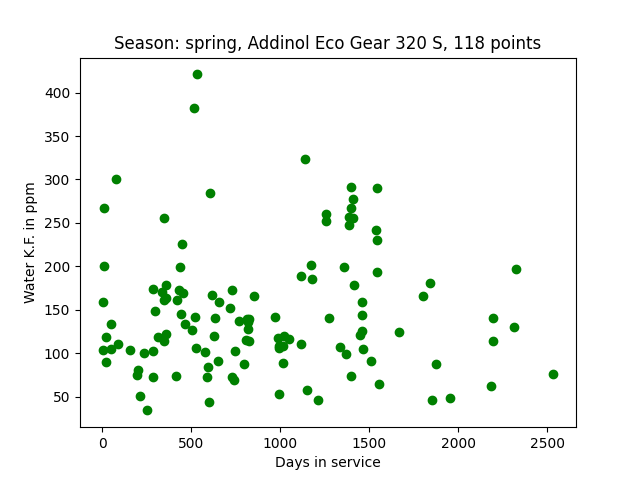 Season: spring, Addinol Eco Gear 320 S, 118 points
400
350
300
250
200
150
100
50
Water K.F. in ppm
0 500 1000 1500 2000 2500
Days in service